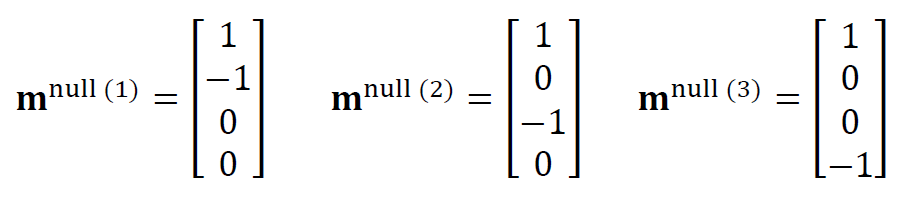 m^null (1) = [1 −1 0 0] m^null (2) = [1 0 −1 0] m^null (3) = [1 0 0 −1]